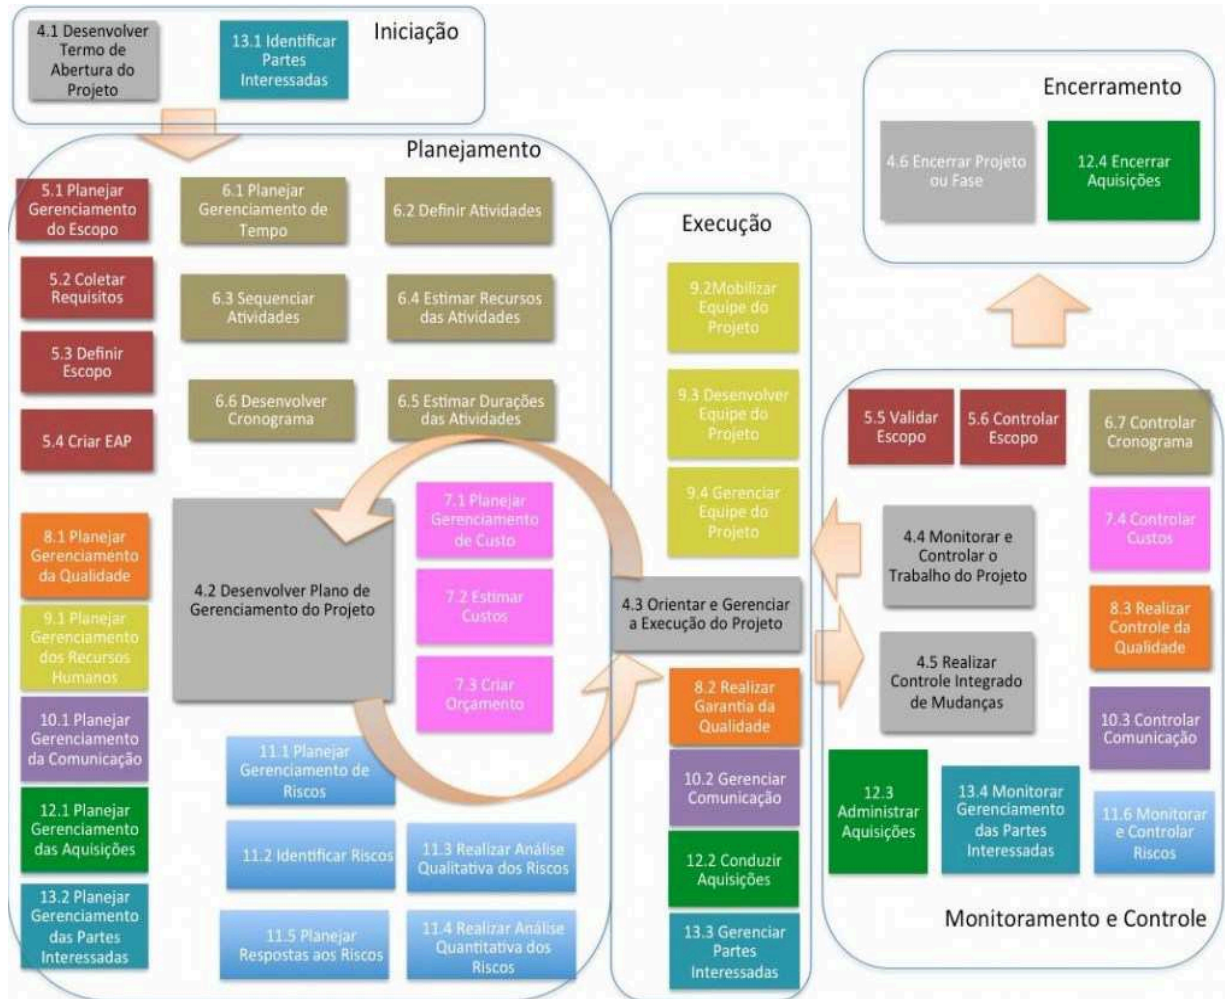 Iniciação
4.1 Desenvolver
Termo de
Abertura do
Projeto
13.1 Identificar
Partes
Interessadas
Planejamento
5.1 Planejar
Gerenciamento
do Escopo
6.1 Planejar
Gerenciamento de
Tempo
6.2 Definir Atividades
5.2 Coletar
Requisitos
6.3 Sequenciar
Atividades
6.4 Estimar Recursos
das Atividades
5.3 Definir
Escopo
6.6 Desenvolver
Cronograma
6.5 Estimar Durações
das Atividades
5.4 Criar EAP
7.1 Planejar
Gerenciamento
de Custo
8.1 Planejar
Gerenciamento
da Qualidade
4.2 Desenvolver Plano de
Gerenciamento do Projeto
7.2 Estimar
Custos
9.1 Planejar
Gerenciamento
dos Recursos
Humanos
7.3 Criar
Orçamento
10.1 Planejar
Gerenciamento
da Comunicação
11.1 Planejar
Gerenciamento de
Riscos
12.1 Planejar
Gerenciamento
das Aquisições
11.2 Identificar Riscos
11.3 Realizar Análise
Qualitativa dos Riscos
13.2 Planejar
Gerenciamento
das Partes
Interessadas
11.5 Planejar
Respostas aos Riscos
11.4 Realizar Análise
Quantitativa dos
Riscos
Execução
9.2Mobilizar
Equipe do
Projeto
9.3 Desenvolver
Equipe do
Projeto
9.4 Gerenciar
Equipe do
Projeto
4.3 Orientar e Gerenciar
a Execução do Projeto
8.2 Realizar
Garantia da
Qualidade
10.2 Gerenciar
Comunicação
12.2 Conduzir
Aquisições
13.3 Gerenciar
Partes
Interessadas
Encerramento
4.6 Encerrar Projeto
ou Fase
12.4 Encerrar
Aquisições
5.5 Validar
Escopo
5.6 Controlar
Escopo
6.7 Controlar
Cronograma
4.4 Monitorar e
Controlar o
Trabalho do Projeto
7.4 Controlar
Custos
4.5 Realizar
Controle Integrado
de Mudanças
8.3 Realizar
Controle da
Qualidade
10.3 Controlar
Comunicação
12.3
Administrar
Aquisições
13.4 Monitorar
Gerenciamento
das Partes
Interessadas
11.6 Monitorar
e Controlar
Riscos
Monitoramento e Controle